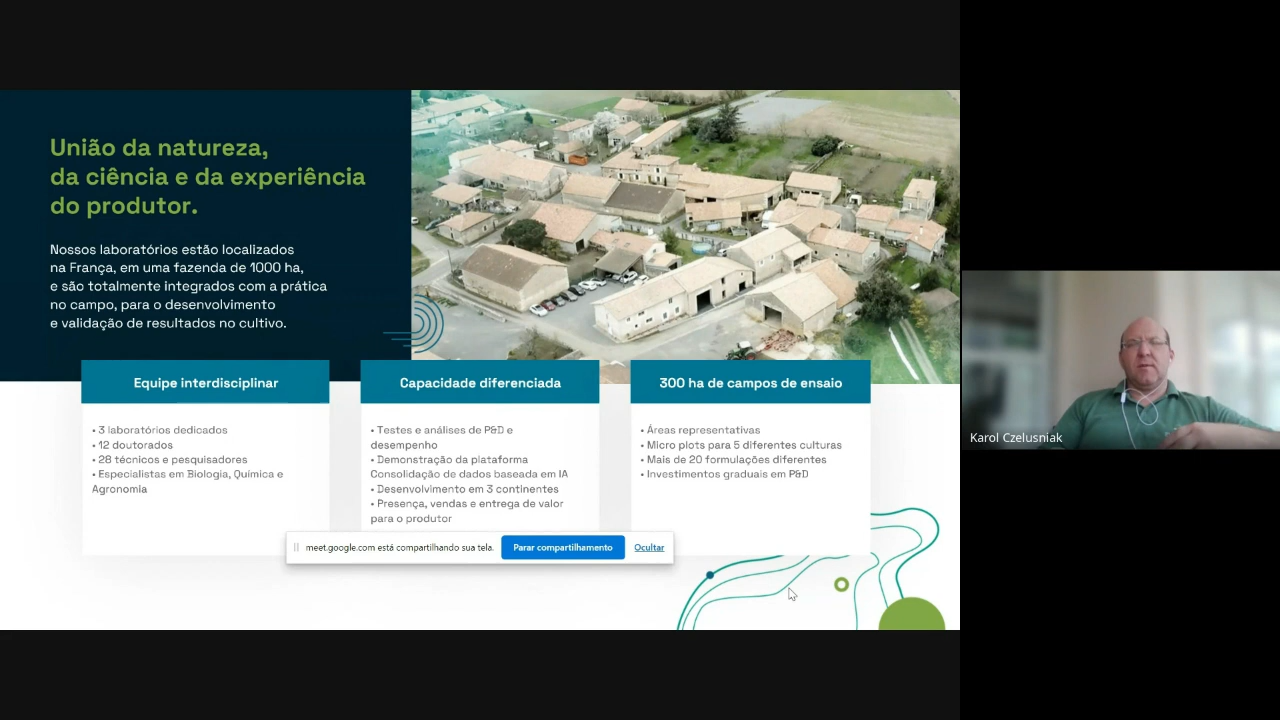 União da natureza,
da ciência e da experiência
do produtor.
Nossos laboratórios estão localizados
na França, em uma fazenda de 1000 ha,
e são totalmente integrados com a prática
no campo, para o desenvolvimento
e validação de resultados no cultivo.
Equipe interdisciplinar
• 3 laboratórios dedicados
• 12 doutorados
• 28 técnicos e pesquisadores
• Especialistas em Biologia, Química e
Agronomia
Capacidade diferenciada
• Testes e análises de P&D e
desempenho
• Demonstração da plataforma
Consolidação de dados baseada em IA
• Desenvolvimento em 3 continentes
• Presença, vendas e entrega de valor
para o produtor
300 ha de campos de ensaio
• Áreas representativas
• Micro plots para 5 diferentes culturas
• Mais de 20 formulações diferentes
• Investimentos graduais em P&D
meet.google.com está compartilhando sua tela.
Parar compartilhamento
Ocultar
Karol Czelusniak